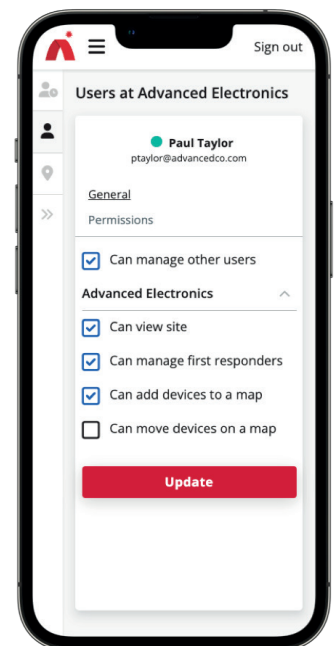 Sign out
Users at Advanced Electronics
Paul Taylor
ptaylor@advancedco.com
General
Permissions
Can manage other users
Advanced Electronics
Can view site
Can manage first responders
Can add devices to a map
Can move devices on a map
Update